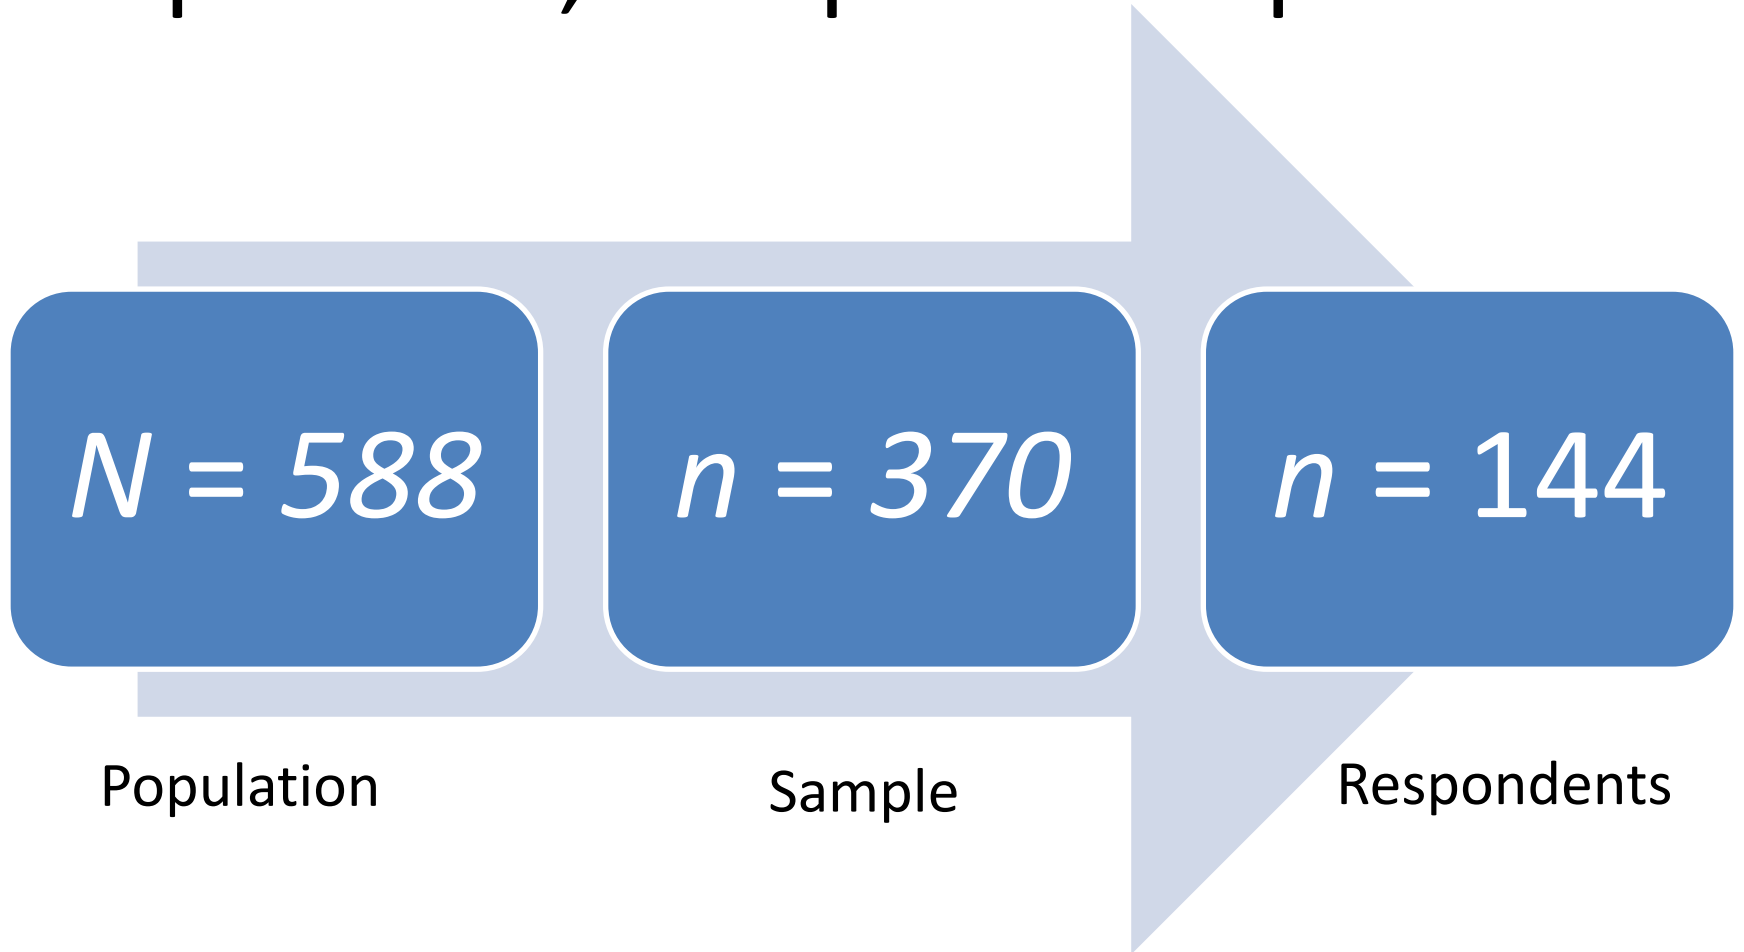 N = 588
n = 370
n = 144
Population
Sample
Respondents